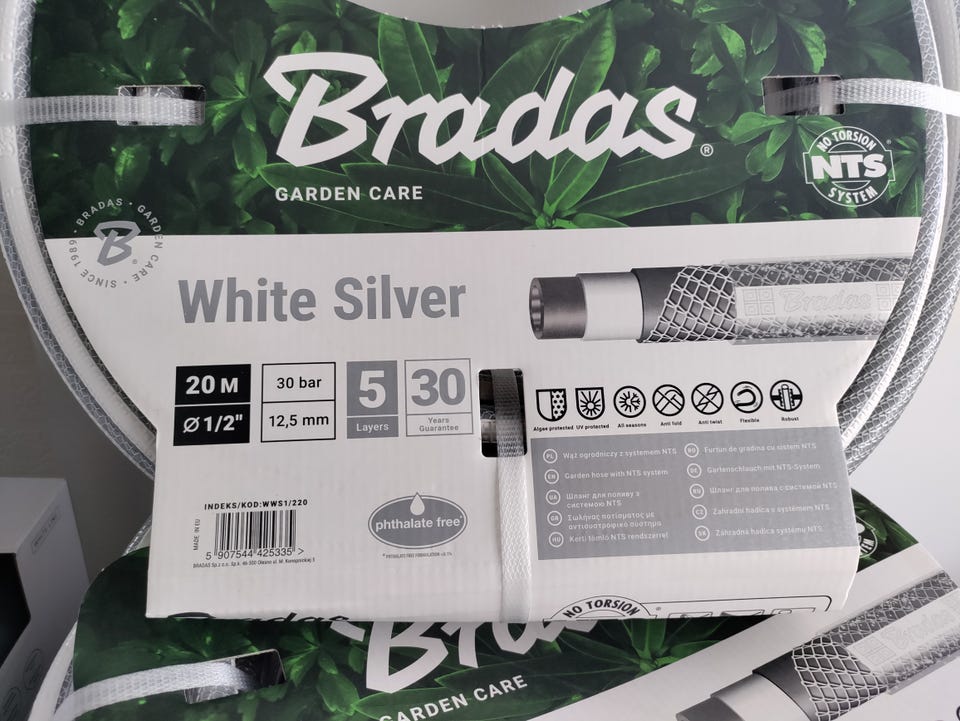 Bradas®
GARDEN CARE
NO TORSION
NTS®
SYSTEM
BRADAS · GARDEN CARE · SINCE 1989 ·
B
White Silver
Bradas
20 M
Ø 1/2"
30 bar
12,5 mm
5
Layers
30
Years
Guarantee
Algae protected
UV protected
All seasons
Anti fold
Anti twist
Flexible
Robust
PL Wąż ogrodniczy z systemem NTS
EN Garden hose with NTS system
UA Шланг для поливу з
системою NTS
GR Σωλήνας ποτίσματος με
αντισυστροφικό σύστημα
HU Kerti tömlő NTS rendszerrel
RO Furtun de gradina cu sistem NTS
DE Gartenschlauch mit NTS-System
RU Шланг для полива с системой NTS
CZ Zahradní hadice s systémem NTS
SK Záhradná hadica systému NTS
INDEKS/KOD:WWS1/220
MADE IN EU
5 907544 425335 >
phthalate free*
NO TORSION
Bradas
GARDEN CARE
Bradas